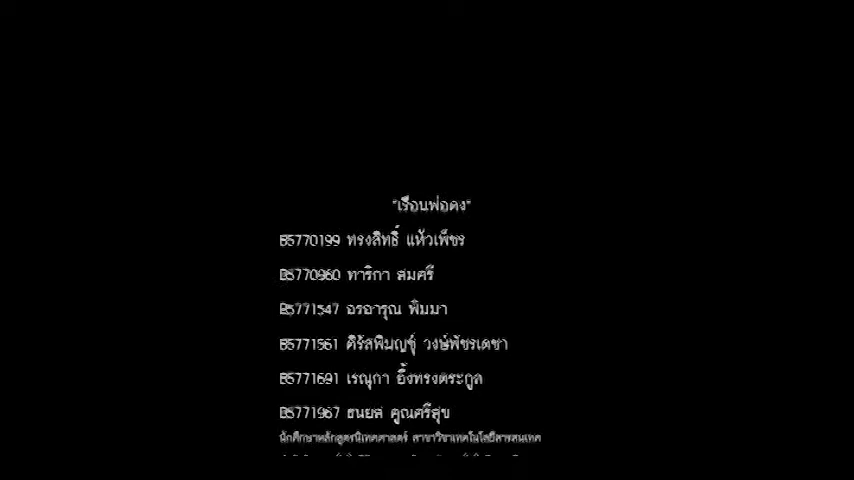 "เรือนพ่อดง"
B5770199 ทรงสิทธิ์ แห้วเพ็ชร
B5770960 ทาริกา สมศรี
B5771547 อรอารุณ พิมมา
B5771561 ศิรัสพิมญชุ์ วงษ์พัชรเดชา
B5771691 เรณุกา อึ้งทรงตระกูล
B5771967 ธนยส คูณศรีสุข
นักศึกษาหลักสูตรนิเทศศาสตร์ สาขาวิชาเทคโนโลยีสารสนเทศ